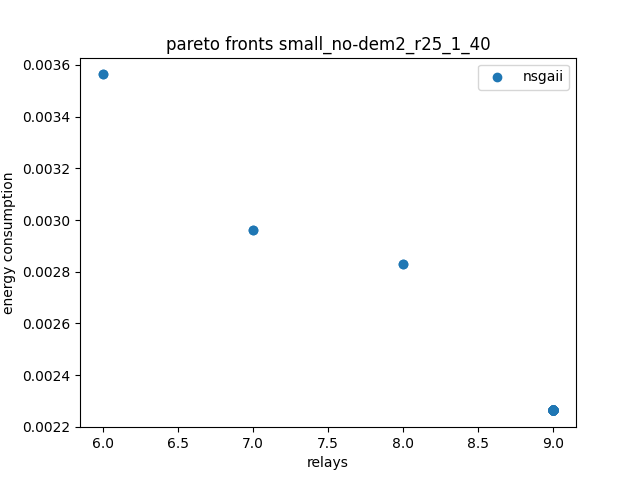 pareto fronts small_no-dem2_r25_1_40
nsgaii
energy consumption
0.0036
0.0034
0.0032
0.0030
0.0028
0.0026
0.0024
0.0022
6.0 6.5 7.0 7.5 8.0 8.5 9.0
relays